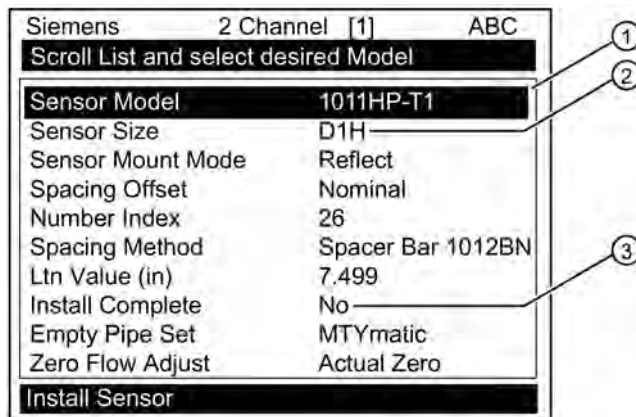 Siemens 2 Channel [1] ABC
Scroll List and select desired Model
Sensor Model 1011HP-T1
Sensor Size D1H
Sensor Mount Mode Reflect
Spacing Offset Nominal
Number Index 26
Spacing Method Spacer Bar 1012BN
Ltn Value (in) 7.499
Install Complete No
Empty Pipe Set MTYmatic
Zero Flow Adjust Actual Zero
Install Sensor
1
2
3